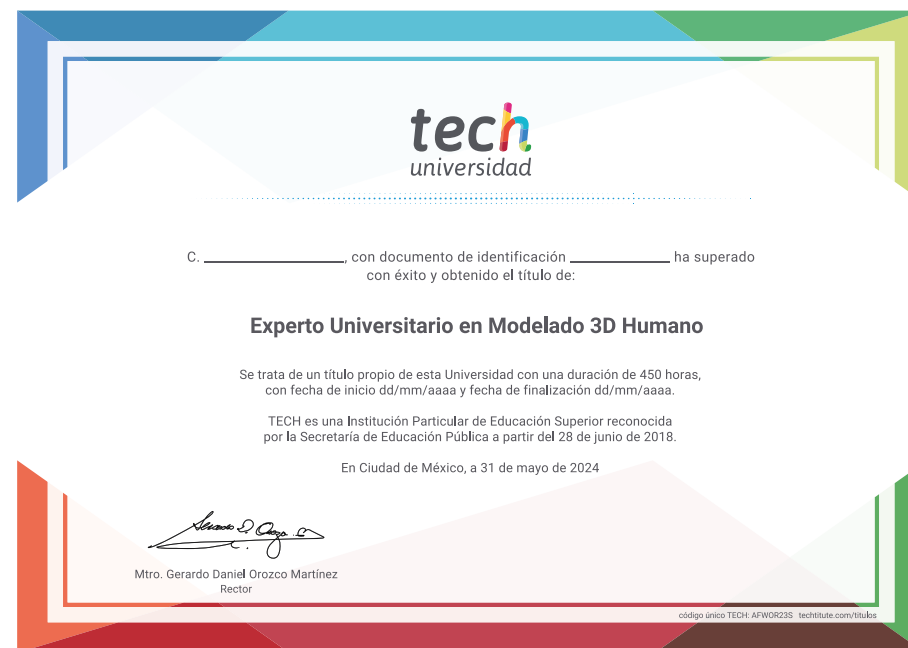 tech
universidad
C. ____________, con documento de identificación ____________ ha superado
con éxito y obtenido el título de:
Experto Universitario en Modelado 3D Humano
Se trata de un título propio de esta Universidad con una duración de 450 horas,
con fecha de inicio dd/mm/aaaa y fecha de finalización dd/mm/aaaa.
TECH es una Institución Particular de Educación Superior reconocida
por la Secretaría de Educación Pública a partir del 28 de junio de 2018.
En Ciudad de México, a 31 de mayo de 2024
Mtro. Gerardo Daniel Orozco Martínez
Rector
código único TECH: AFWOR23S techtitute.com/titulos